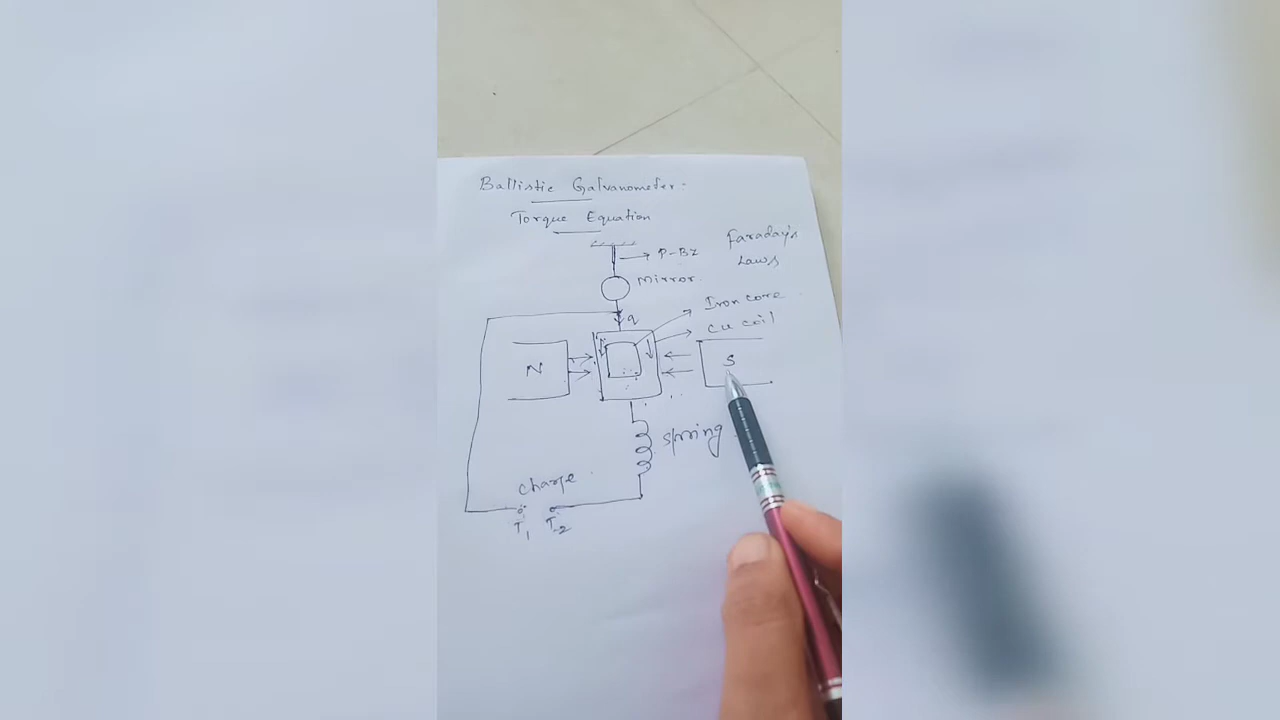 Ballistic Galvanometer:
Torque Equation
P-BZ
Faraday's
Laws
Mirror
q
Iron core
Cu coil
N
S
spring
Charge
T1 T2